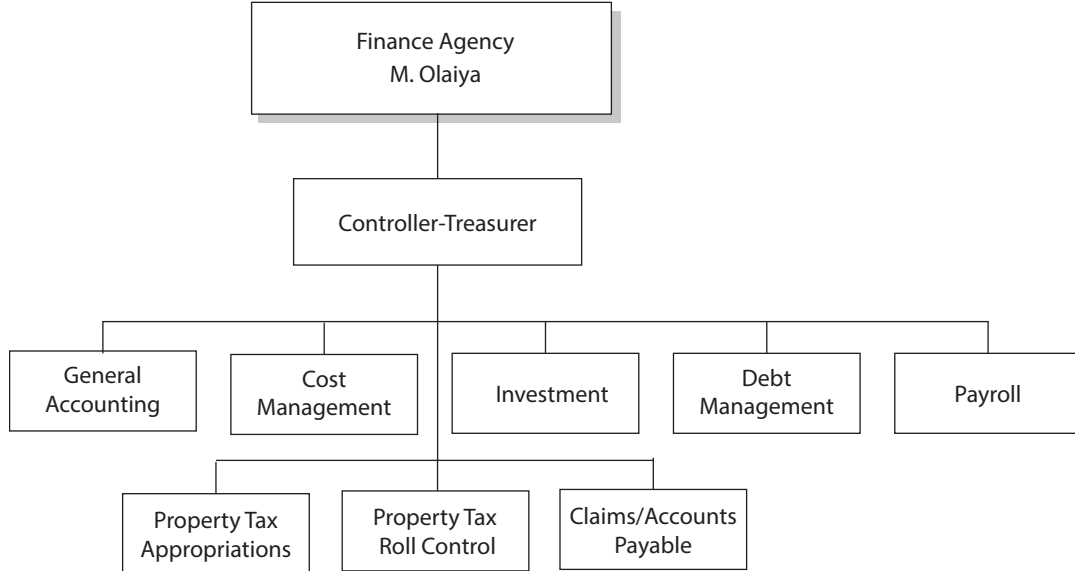 Finance Agency
M. Olaiya
Controller-Treasurer
General
Accounting
Cost
Management
Investment
Debt
Management
Payroll
Property Tax
Appropriations
Property Tax
Roll Control
Claims/Accounts
Payable